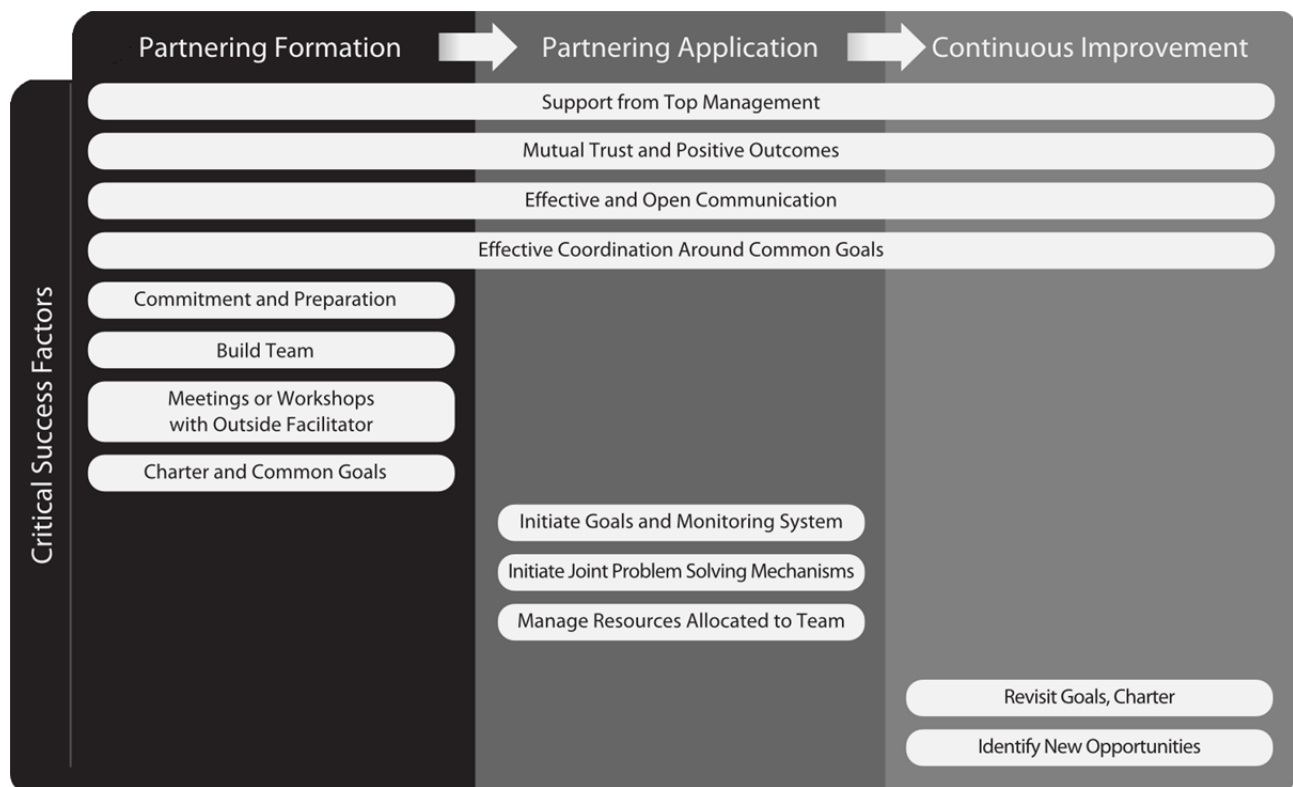 Partnering Formation
Partnering Application
Continuous Improvement
Critical Success Factors
Support from Top Management
Mutual Trust and Positive Outcomes
Effective and Open Communication
Effective Coordination Around Common Goals
Commitment and Preparation
Build Team
Meetings or Workshops
with Outside Facilitator
Charter and Common Goals
Initiate Goals and Monitoring System
Initiate Joint Problem Solving Mechanisms
Manage Resources Allocated to Team
Revisit Goals, Charter
Identify New Opportunities